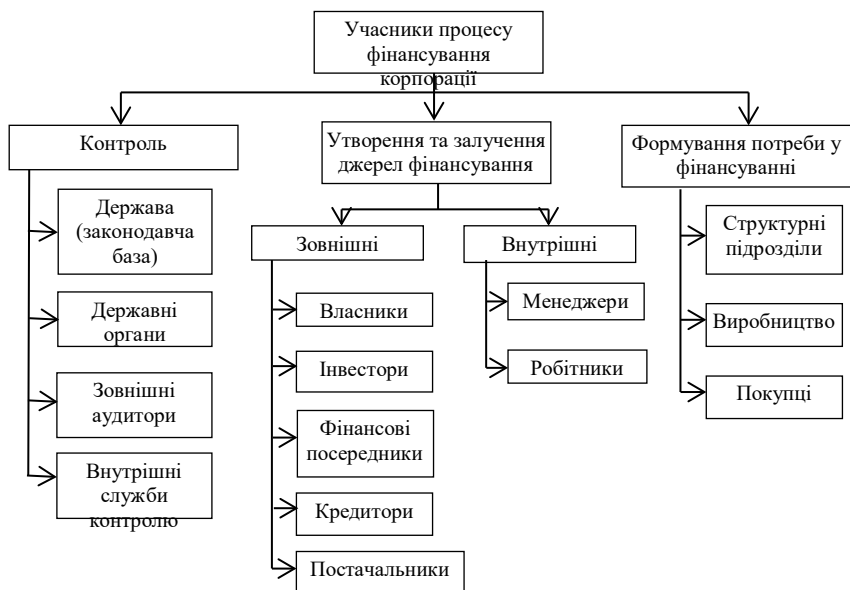 Учасники процесу
фінансування
корпорації
Контроль
Держава
(законодавча
база)
Державні
органи
Зовнішні
аудитори
Внутрішні
служби
контролю
Утворення та залучення
джерел фінансування
Зовнішні
Власники
Інвестори
Фінансові
посередники
Кредитори
Постачальники
Внутрішні
Менеджери
Робітники
Формування потреби у
фінансуванні
Структурні
підрозділи
Виробництво
Покупці